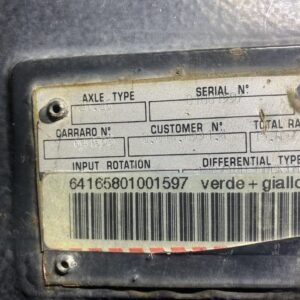 AXLE TYPE SERIAL N°
CARRARO N° CUSTOMER N° TOTAL RA
INPUT ROTATION DIFFERENTIAL TYPE
64165801001597 verde + giallo